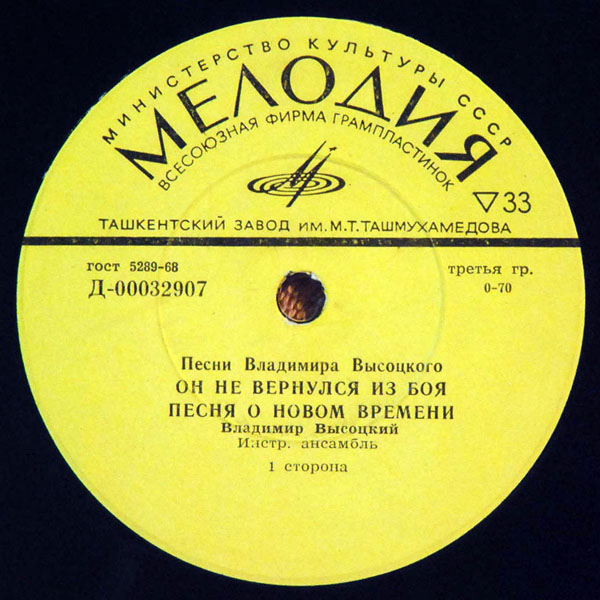 МИНИСТЕРСТВО КУЛЬТУРЫ СССР
МЕЛОДИЯ
ВСЕСОЮЗНАЯ ФИРМА ГРАМПЛАСТИНОК
▽33
ТАШКЕНТСКИЙ ЗАВОД ИМ.М.Т.ТАШМУХАМЕДОВА
гост 5289-68
третья гр.
Д-00032907
0-70
Песни Владимира Высоцкого
ОН НЕ ВЕРНУЛСЯ ИЗ БОЯ
ПЕСНЯ О НОВОМ ВРЕМЕНИ
Владимир Высоцкий
Инстр. ансамбль
1 сторона